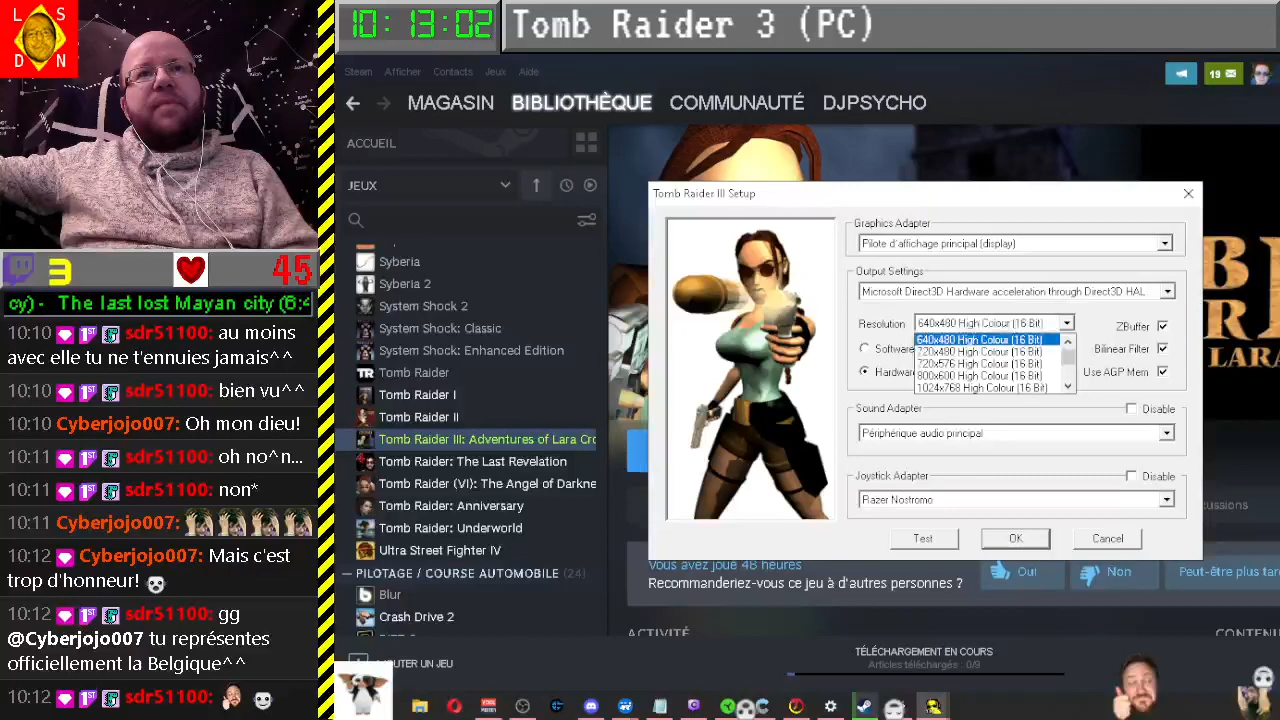 L S
D N
10:13:02
Tomb Raider 3 (PC)
Steam Afficher Contacts Jeux Aide
19
MAGASIN BIBLIOTHÈQUE COMMUNAUTÉ DJPSYCHO
ACCUEIL
JEUX
Syberia
Syberia 2
System Shock 2
System Shock: Classic
System Shock: Enhanced Edition
Tomb Raider
Tomb Raider I
Tomb Raider II
Tomb Raider III: Adventures of Lara Cro
Tomb Raider: The Last Revelation
Tomb Raider (VI): The Angel of Darkne
Tomb Raider: Anniversary
Tomb Raider: Underworld
Ultra Street Fighter IV
PILOTAGE / COURSE AUTOMOBILE (24)
Blur
Crash Drive 2
AJOUTER UN JEU
Tomb Raider III Setup
Graphics Adapter
Pilote d'affichage principal (display)
Output Settings
Microsoft Direct3D Hardware acceleration through Direct3D HAL
Resolution
640x480 High Colour (16 Bit)
640x480 High Colour (16 Bit)
720x480 High Colour (16 Bit)
720x576 High Colour (16 Bit)
800x600 High Colour (16 Bit)
1024x768 High Colour (16 Bit)
Software
Hardware
ZBuffer
Bilinear Filter
Use AGP Mem
Sound Adapter
Disable
Périphérique audio principal
Joystick Adapter
Disable
Razer Nostromo
Test OK Cancel
LARA
Vous avez joué 48 heures
Recommanderiez-vous ce jeu à d'autres personnes ?
Oui Non Peut-être plus tar
ACTIVITÉ
TÉLÉCHARGEMENT EN COURS
Articles téléchargés : 0/9
3 45
cy)- The last lost Mayan city (6:4
10:10 sdr51100: au moins
avec elle tu ne t'ennuies jamais^^
10:10 sdr51100: bien vu^^
10:10 Cyberjojo007: Oh mon dieu!
10:11 sdr51100: oh no^n...
10:11 sdr51100: non*
10:11 Cyberjojo007:
10:12 Cyberjojo007: Mais c'est
trop d'honneur!
10:12 sdr51100: gg
@Cyberjojo007 tu représentes
officiellement la Belgique^^
10:12 sdr51100: